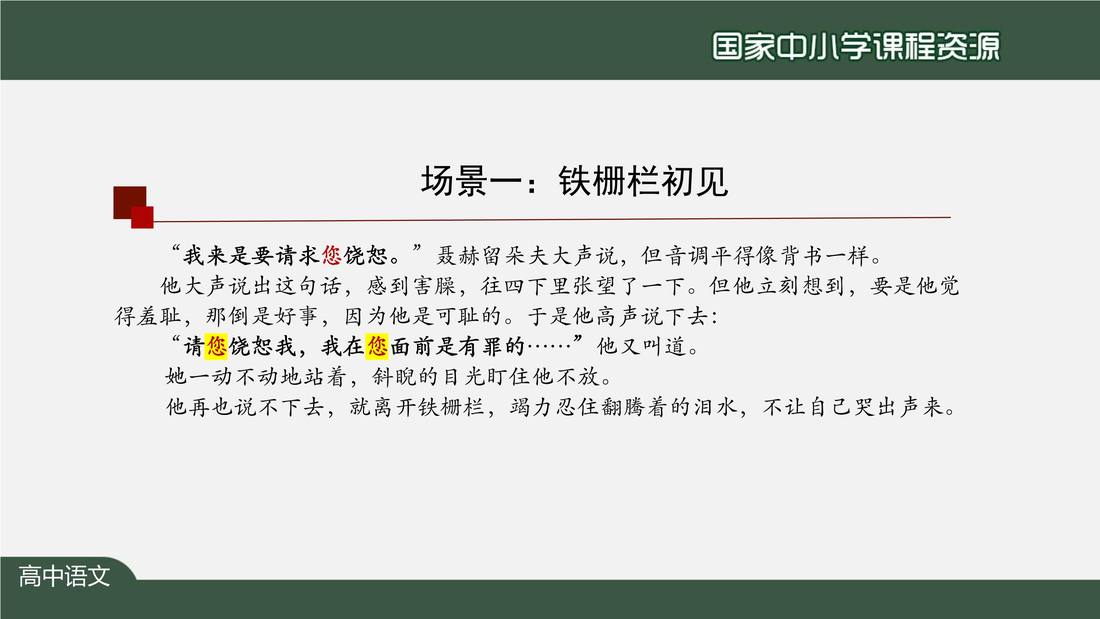 国家中小学课程资源
场景一：铁栅栏初见
“我来是要请求您饶恕。”聂赫留朵夫大声说，但音调平得像背书一样。
他大声说出这句话，感到害臊，往四下里张望了一下。但他立刻想到，要是他觉
得羞耻，那倒是好事，因为他是可耻的。于是他高声说下去：
“请您饶恕我，我在您面前是有罪的……”他又叫道。
她一动不动地站着，斜睨的目光盯住他不放。
他再也说不下去，就离开铁栅栏，竭力忍住翻腾着的泪水，不让自己哭出声来。
高中语文